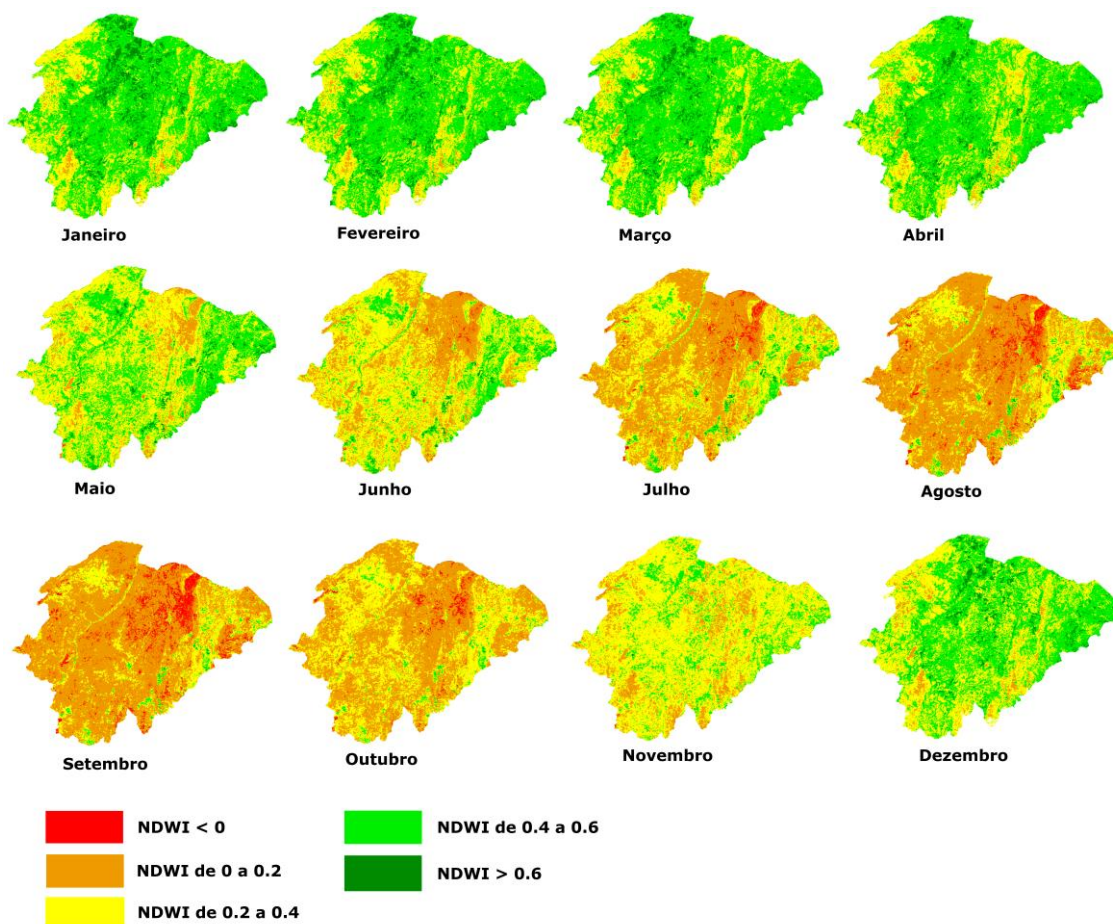 Janeiro
Fevereiro
Março
Abril
Maio
Junho
Julho
Agosto
Setembro
Outubro
Novembro
Dezembro
NDWI < 0
NDWI de 0 a 0.2
NDWI de 0.2 a 0.4
NDWI de 0.4 a 0.6
NDWI > 0.6